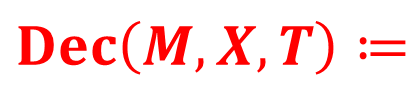 Dec(M, X, T) :=